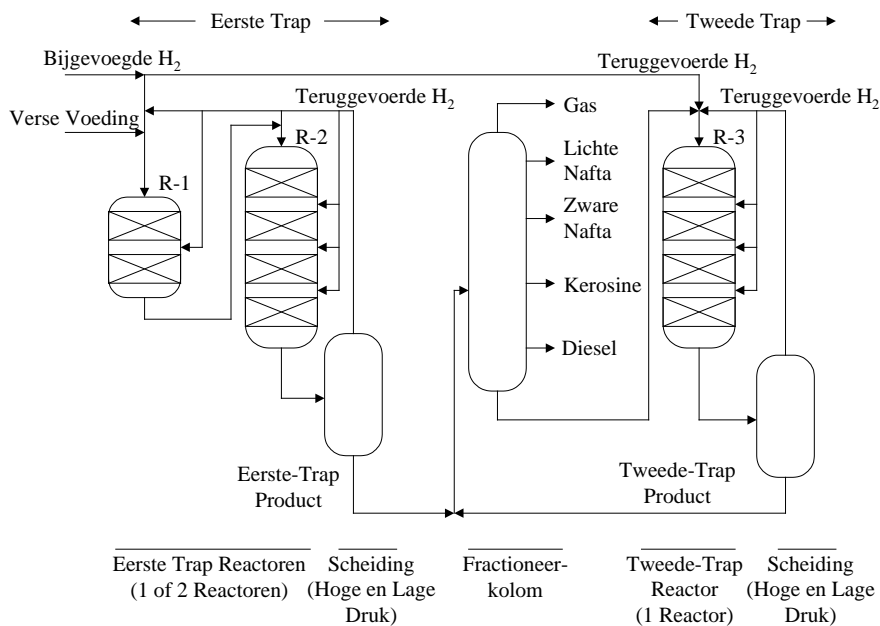 Eerste Trap
Tweede Trap
Bijgevoegde H2
Teruggevoerde H2
Teruggevoerde H2
Teruggevoerde H2
Verse Voeding
R-1
R-2
R-3
Gas
Lichte
Nafta
Zware
Nafta
Kerosine
Diesel
Eerste-Trap
Product
Tweede-Trap
Product
Eerste Trap Reactoren
(1 of 2 Reactoren)
Scheiding
(Hoge en Lage
Druk)
Fractioneer-
kolom
Tweede-Trap
Reactor
(1 Reactor)
Scheiding
(Hoge en Lage
Druk)